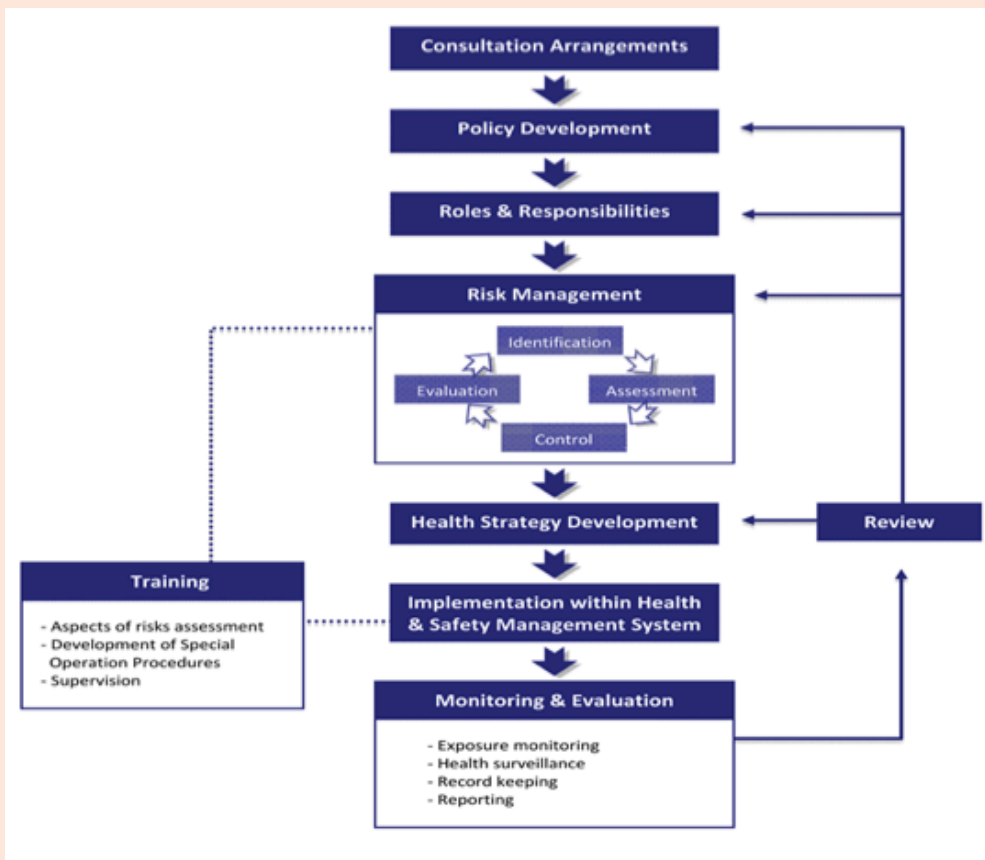 Consultation Arrangements
Policy Development
Roles & Responsibilities
Risk Management
Identification
Evaluation
Assessment
Control
Health Strategy Development
Review
Training
- Aspects of risks assessment
- Development of Special
Operation Procedures
- Supervision
Implementation within Health
& Safety Management System
Monitoring & Evaluation
- Exposure monitoring
- Health surveillance
- Record keeping
- Reporting